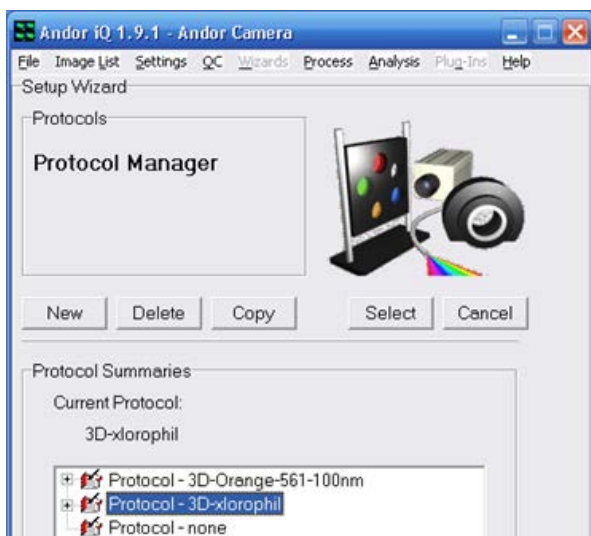 Andor iQ 1.9.1 - Andor Camera
File Image List Settings QC Wizards Process Analysis Plug-Ins Help
Setup Wizard
Protocols
Protocol Manager
New Delete Copy Select Cancel
Protocol Summaries
Current Protocol:
3D-xlorophil
Protocol - 3D-Orange-561-100nm
Protocol - 3D-xlorophil
Protocol - none